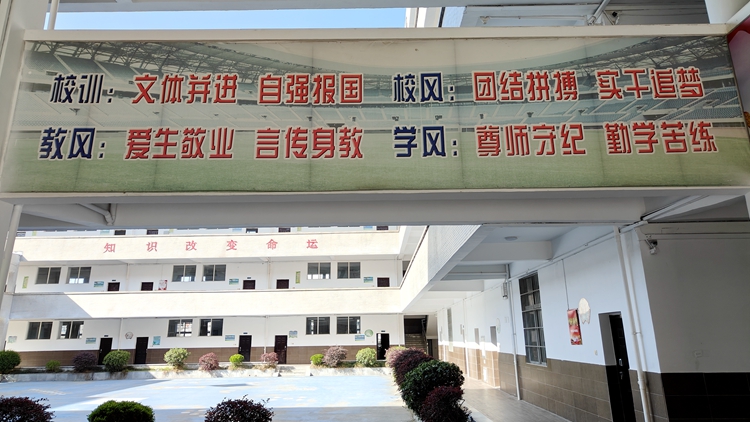 校训：文体并进 自强报国 校风：团结拼搏 实干追梦
教风：爱生敬业 言传身教 学风：尊师守纪 勤学苦练
知识改变命运